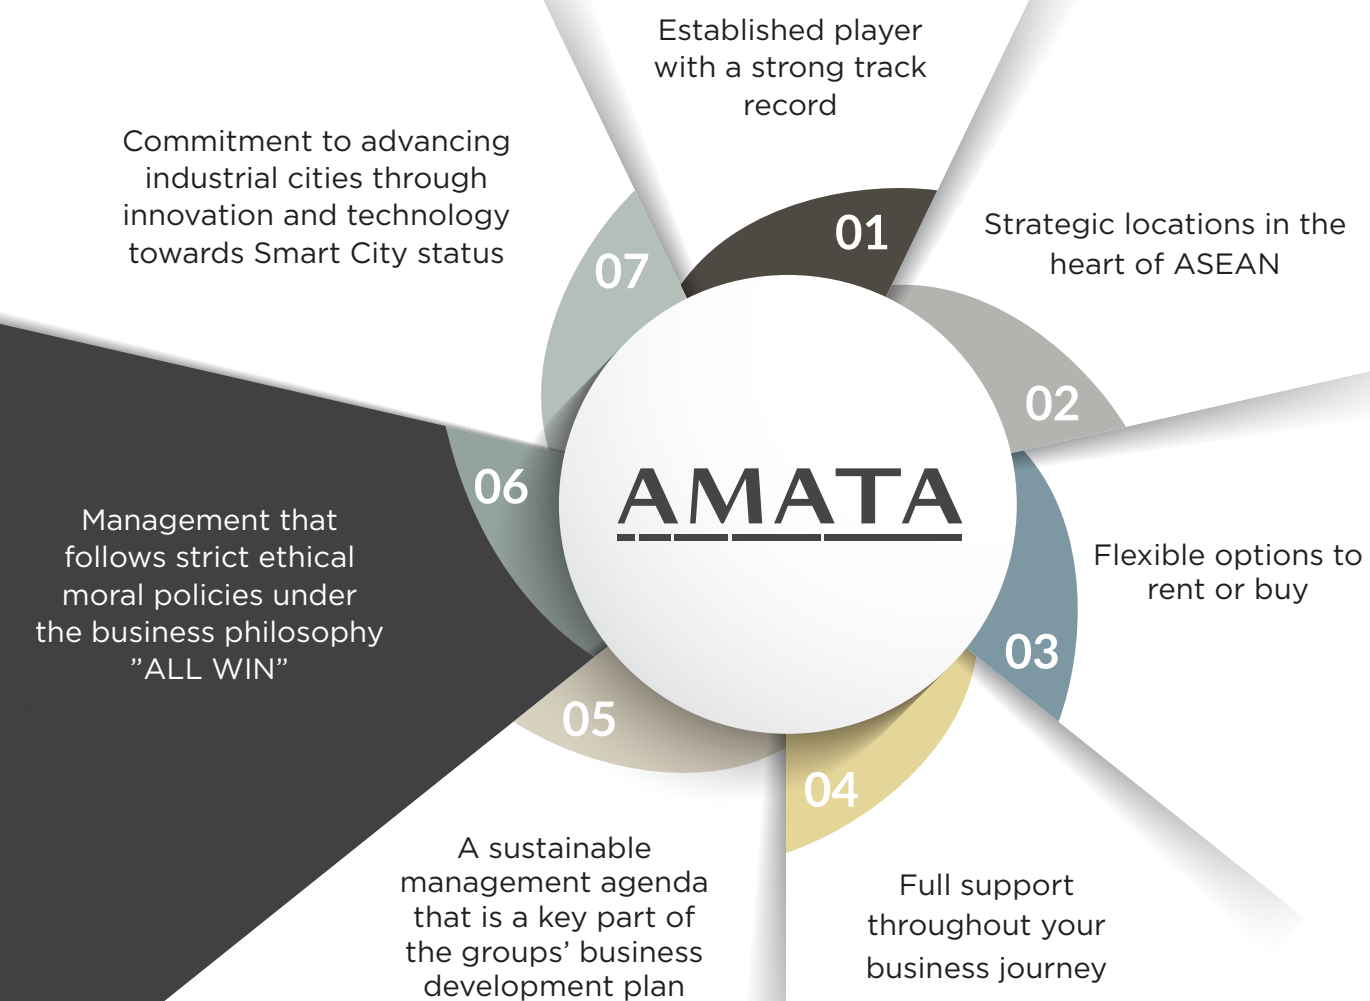 Established player
with a strong track
record
01
Strategic locations in the
heart of ASEAN
02
Flexible options to
rent or buy
03
Full support
throughout your
business journey
04
A sustainable
management agenda
that is a key part of
the groups’ business
development plan
05
Management that
follows strict ethical
moral policies under
the business philosophy
”ALL WIN”
06
Commitment to advancing
industrial cities through
innovation and technology
towards Smart City status
07
AMATA